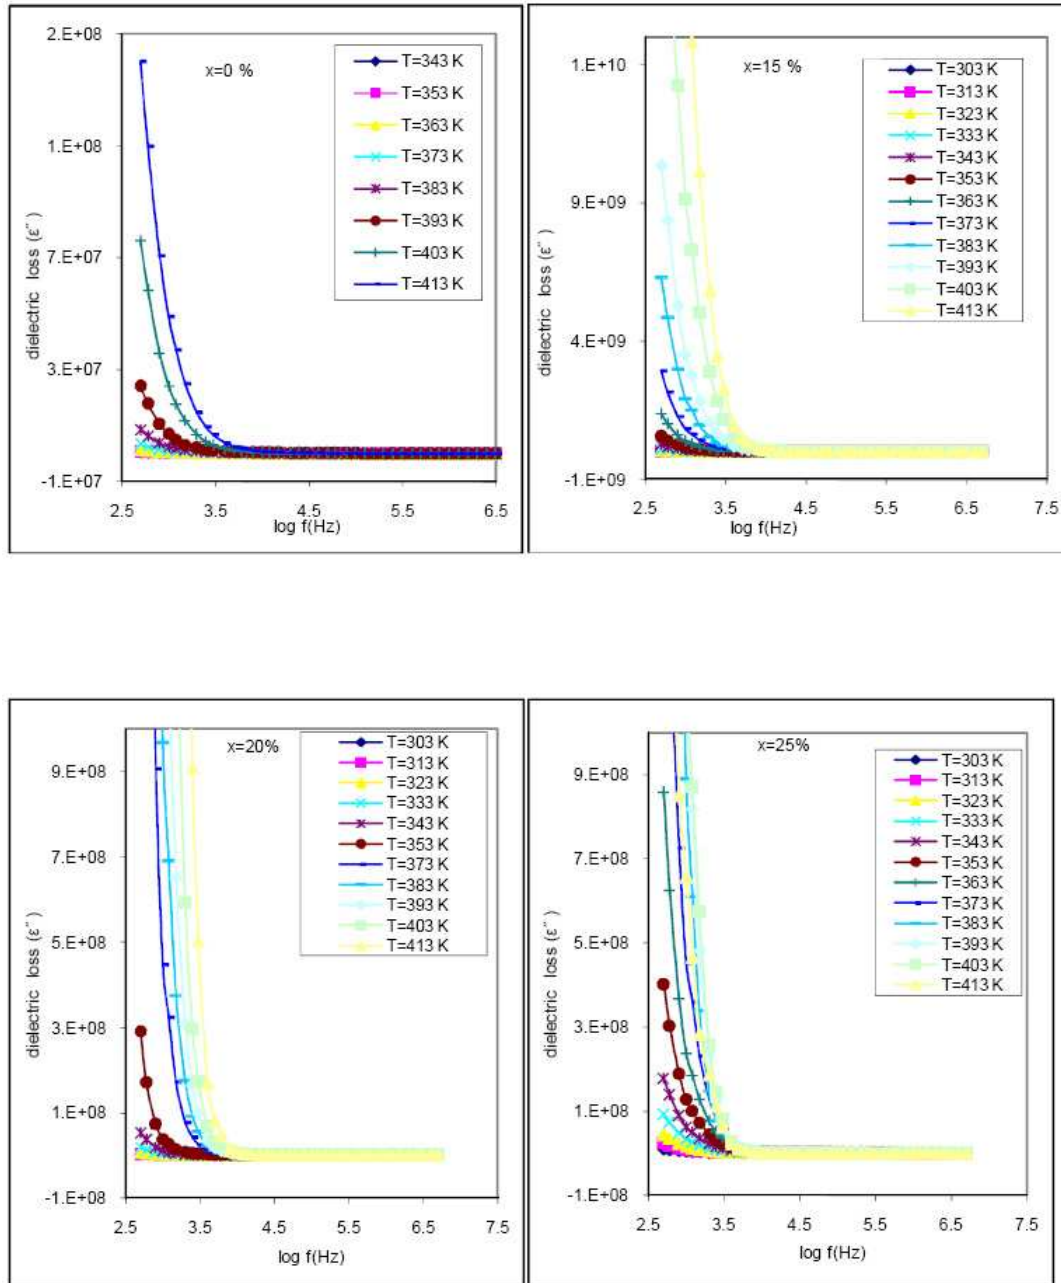 x=0 %
2.E+08
1.E+08
7.E+07
3.E+07
-1.E+07
dielectric loss (ε″)
T=343 K
T=353 K
T=363 K
T=373 K
T=383 K
T=393 K
T=403 K
T=413 K
2.5 3.5 4.5 5.5 6.5
log f(Hz)
x=15 %
1.E+10
9.E+09
4.E+09
-1.E+09
dielectric loss (ε″)
T=303 K
T=313 K
T=323 K
T=333 K
T=343 K
T=353 K
T=363 K
T=373 K
T=383 K
T=393 K
T=403 K
T=413 K
2.5 3.5 4.5 5.5 6.5 7.5
log f(Hz)
x=20%
9.E+08
7.E+08
5.E+08
3.E+08
1.E+08
-1.E+08
dielectric loss (ε″)
T=303 K
T=313 K
T=323 K
T=333 K
T=343 K
T=353 K
T=373 K
T=383 K
T=393 K
T=403 K
T=413 K
2.5 3.5 4.5 5.5 6.5 7.5
log f(Hz)
x=25%
9.E+08
7.E+08
5.E+08
3.E+08
1.E+08
-1.E+08
dielectric loss (ε″)
T=303 K
T=313 K
T=323 K
T=333 K
T=343 K
T=353 K
T=363 K
T=373 K
T=383 K
T=393 K
T=403 K
T=413 K
2.5 3.5 4.5 5.5 6.5 7.5
log f(Hz)